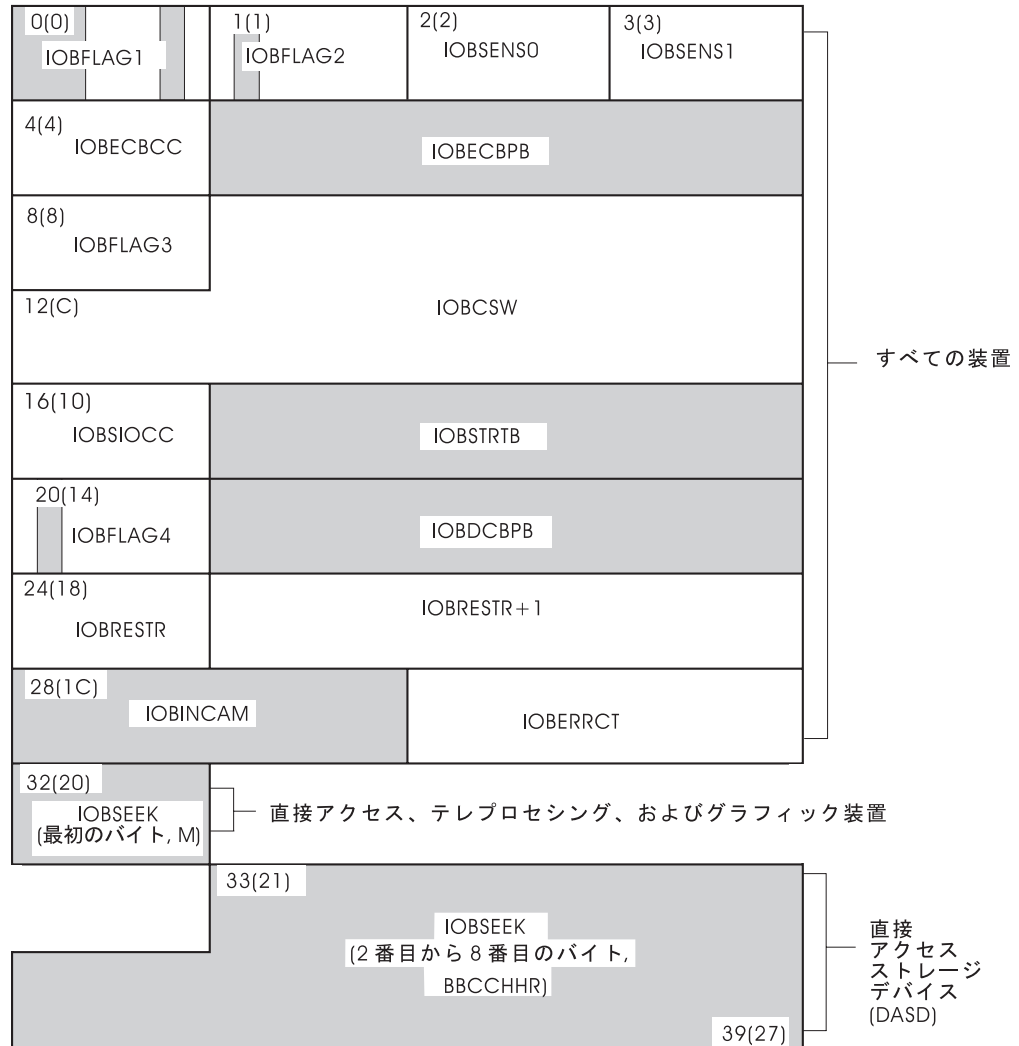 0(0)
IOBFLAG1
1(1)
IOBFLAG2
2(2)
IOBSENS0
3(3)
IOBSENS1
4(4)
IOBECBCC
IOBECBPB
8(8)
IOBFLAG3
12(C)
IOBCSW
すべての装置
16(10)
IOBSIOCC
IOBSTRTB
20(14)
IOBFLAG4
IOBDCBPB
24(18)
IOBRESTR
IOBRESTR+1
28(1C)
IOBINCAM
IOBERRCT
32(20)
IOBSEEK
(最初のバイト, M)
直接アクセス、テレプロセシング、およびグラフィック装置
33(21)
IOBSEEK
(2 番目から 8 番目のバイト,
BBCCHHR)
39(27)
直接
アクセス
ストレージ
デバイス
(DASD)